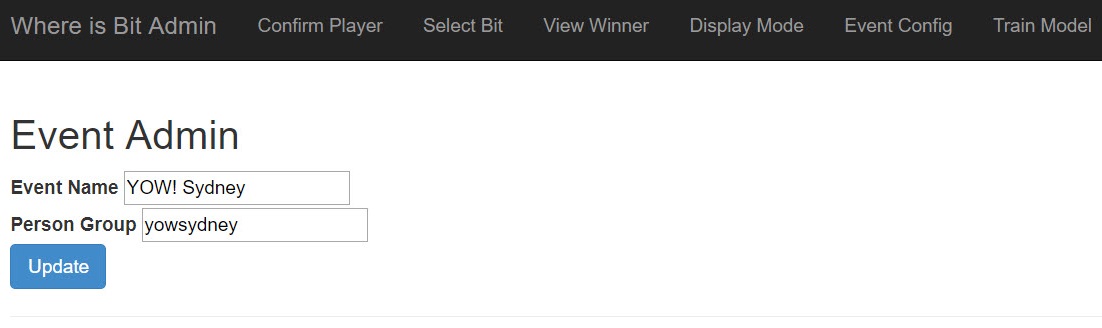 Where is Bit Admin Confirm Player Select Bit View Winner Display Mode Event Config Train Model
Event Admin
Event Name YOW! Sydney
Person Group yowsydney
Update